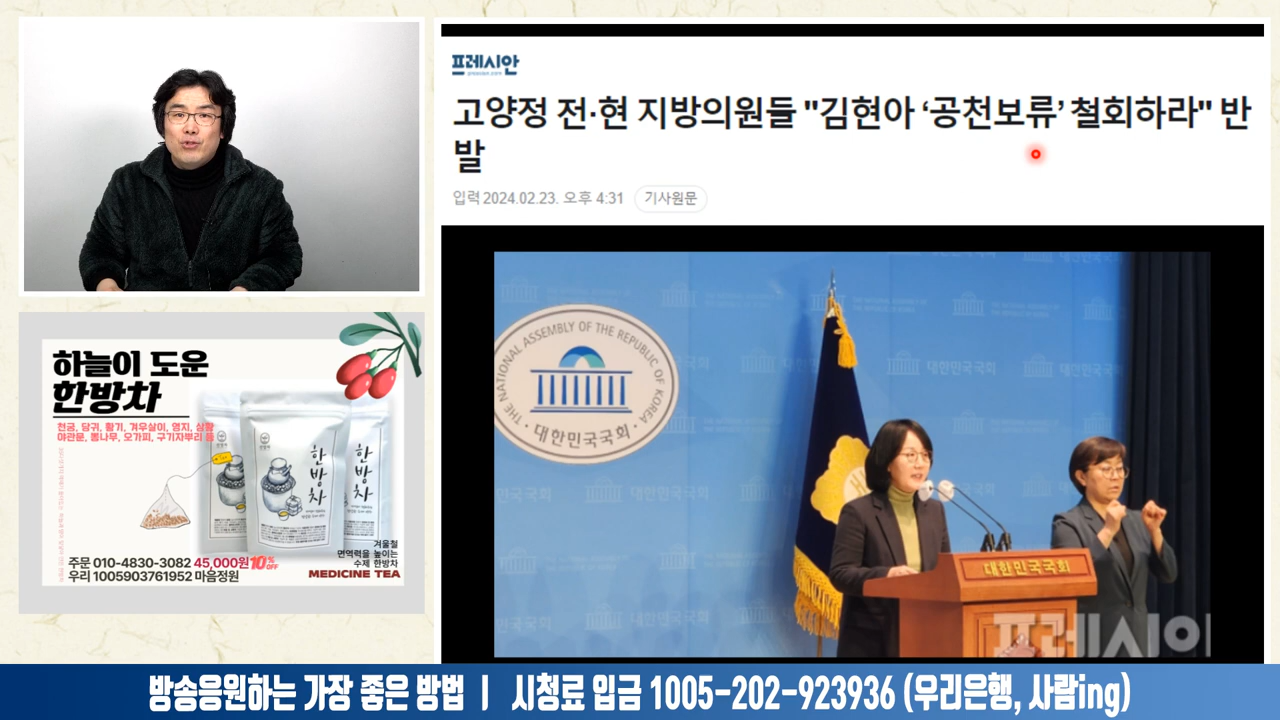 프레시안
고양정 전·현 지방의원들 "김현아 ‘공천보류’ 철회하라" 반
발
입력 2024.02.23. 오후 4:31 기사원문
THE NATIONAL ASSEMBLY OF THE REPUBLIC OF KOREA
· 대한민국국회 ·
대한민국국회
대한민국국회
프레시안
하늘이 도운
한방차
천궁, 당귀, 황기, 겨우살이, 영지, 상황
야관문, 뽕나무, 오가피, 구기자뿌리 등
한방차
한방차
겨울철
면역력을 높이는
수제 한방차
주문 010-4830-3082 45,000원 10% OFF
우리 1005903761952 마음정원
MEDICINE TEA
방송응원하는 가장 좋은 방법 ㅣ 시청료 입금 1005-202-923936 (우리은행, 사람ing)